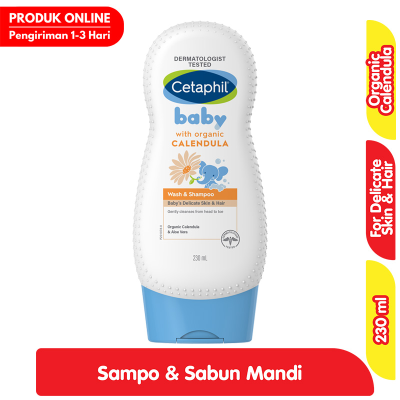 PRODUK ONLINE
Pengiriman 1-3 Hari
DERMATOLOGIST
TESTED
Cetaphil
baby
with organic
CALENDULA
Wash & Shampoo
Baby's Delicate Skin & Hair
Gently cleanses from head to toe
Organic Calendula
& Aloe Vera
230 mL
Organic
Calendula
For Delicate
Skin & Hair
230 ml
Sampo & Sabun Mandi